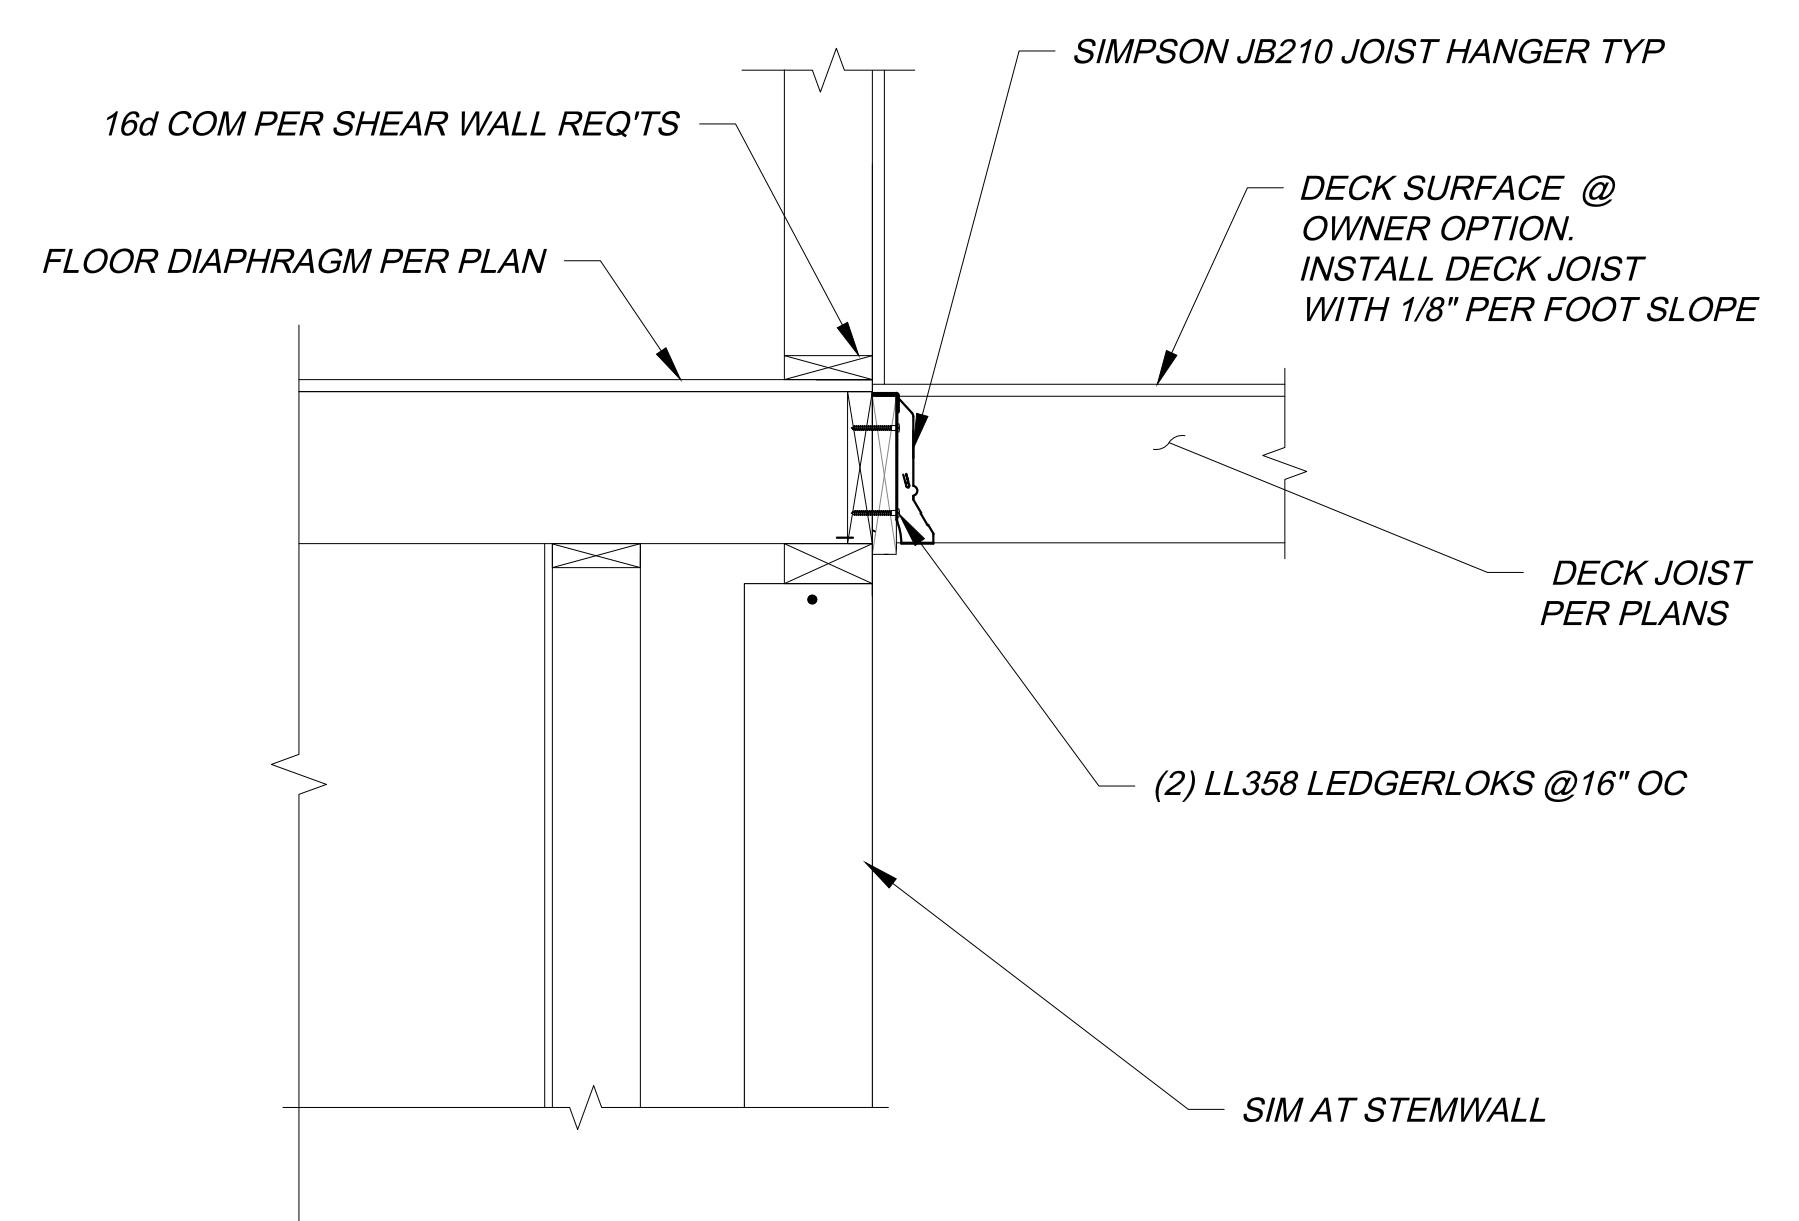 SIMPSON JB210 JOIST HANGER TYP
16d COM PER SHEAR WALL REQ'TS
DECK SURFACE @
OWNER OPTION.
INSTALL DECK JOIST
WITH 1/8" PER FOOT SLOPE
FLOOR DIAPHRAGM PER PLAN
DECK JOIST
PER PLANS
(2) LL358 LEDGERLOKS @16" OC
SIM AT STEMWALL